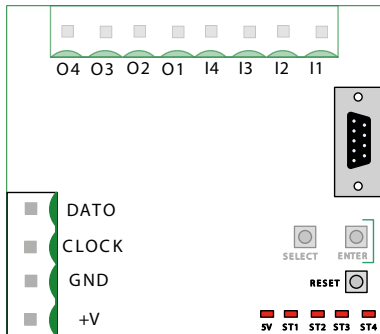 O4 O3 O2 O1 I4 I3 I2 I1
DATO
CLOCK
GND
+V
SELECT ENTER
RESET
5V ST1 ST2 ST3 ST4